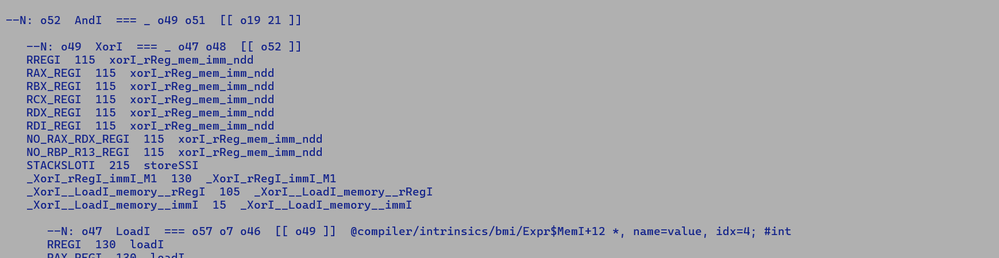 --N: o52  AndI  === _ o49 o51  [[ o19 21 ]]
--N: o49  XorI  === _ o47 o48  [[ o52 ]]
RREGI  115  xorI_rReg_mem_imm_ndd
RAX_REGI  115  xorI_rReg_mem_imm_ndd
RBX_REGI  115  xorI_rReg_mem_imm_ndd
RCX_REGI  115  xorI_rReg_mem_imm_ndd
RDX_REGI  115  xorI_rReg_mem_imm_ndd
RDI_REGI  115  xorI_rReg_mem_imm_ndd
NO_RAX_RDX_REGI  115  xorI_rReg_mem_imm_ndd
NO_RBP_R13_REGI  115  xorI_rReg_mem_imm_ndd
STACKSLOTI  215  storeSSI
_XorI_rRegI_immI_M1  130  _XorI_rRegI_immI_M1
_XorI__LoadI_memory__rRegI  105  _XorI__LoadI_memory__rRegI
_XorI__LoadI_memory__immI  15  _XorI__LoadI_memory__immI
--N: o47  LoadI  === o57 o7 o46  [[ o49 ]]  @compiler/intrinsics/bmi/Expr$MemI+12 *, name=value, idx=4; #int
RREGI  130  loadI
RAX_REGI  130  loadI